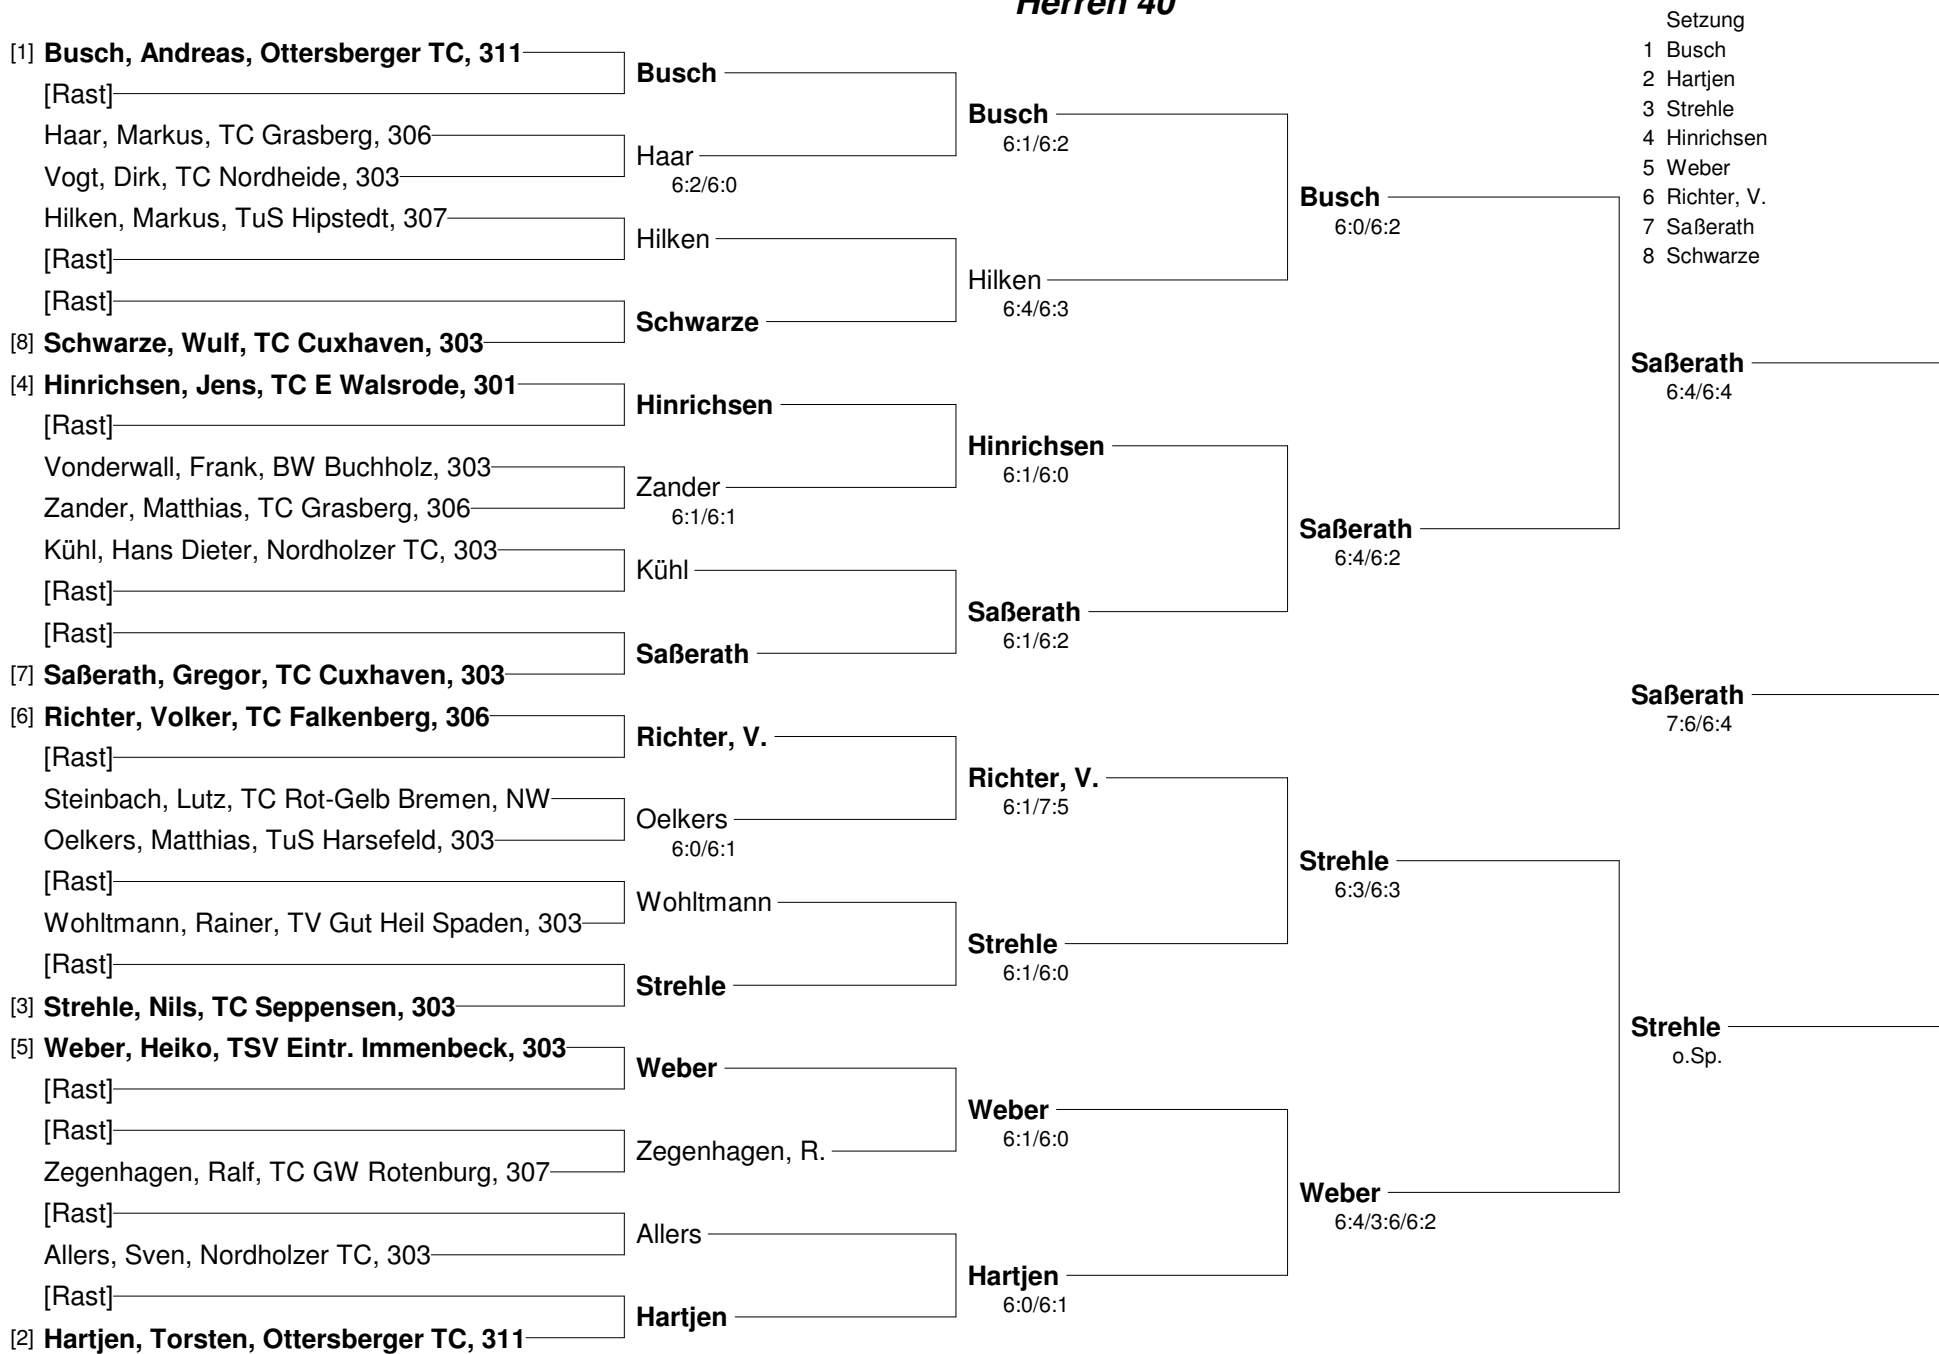 Herren 40
Setzung
1 Busch
2 Hartjen
3 Strehle
4 Hinrichsen
5 Weber
6 Richter, V.
7 Saßerath
8 Schwarze
[1] Busch, Andreas, Ottersberger TC, 311
[Rast]
Haar, Markus, TC Grasberg, 306
Vogt, Dirk, TC Nordheide, 303
Hilken, Markus, TuS Hipstedt, 307
[Rast]
[Rast]
[8] Schwarze, Wulf, TC Cuxhaven, 303
[4] Hinrichsen, Jens, TC E Walsrode, 301
[Rast]
Vonderwall, Frank, BW Buchholz, 303
Zander, Matthias, TC Grasberg, 306
Kühl, Hans Dieter, Nordholzer TC, 303
[Rast]
[Rast]
[7] Saßerath, Gregor, TC Cuxhaven, 303
[6] Richter, Volker, TC Falkenberg, 306
[Rast]
Steinbach, Lutz, TC Rot-Gelb Bremen, NW
Oelkers, Matthias, TuS Harsefeld, 303
[Rast]
Wohltmann, Rainer, TV Gut Heil Spaden, 303
[Rast]
[3] Strehle, Nils, TC Seppensen, 303
[5] Weber, Heiko, TSV Eintr. Immenbeck, 303
[Rast]
[Rast]
Zegenhagen, Ralf, TC GW Rotenburg, 307
[Rast]
Allers, Sven, Nordholzer TC, 303
[Rast]
[2] Hartjen, Torsten, Ottersberger TC, 311
Busch
Haar
6:2/6:0
Hilken
Schwarze
Hinrichsen
Zander
6:1/6:1
Kühl
Saßerath
Richter, V.
Oelkers
6:0/6:1
Wohltmann
Strehle
Weber
Zegenhagen, R.
Allers
Hartjen
Busch
6:1/6:2
Hilken
6:4/6:3
Hinrichsen
6:1/6:0
Saßerath
6:1/6:2
Richter, V.
6:1/7:5
Strehle
6:1/6:0
Weber
6:1/6:0
Hartjen
6:0/6:1
Busch
6:0/6:2
Saßerath
6:4/6:2
Strehle
6:3/6:3
Weber
6:4/3:6/6:2
Saßerath
6:4/6:4
Saßerath
7:6/6:4
Strehle
o.Sp.